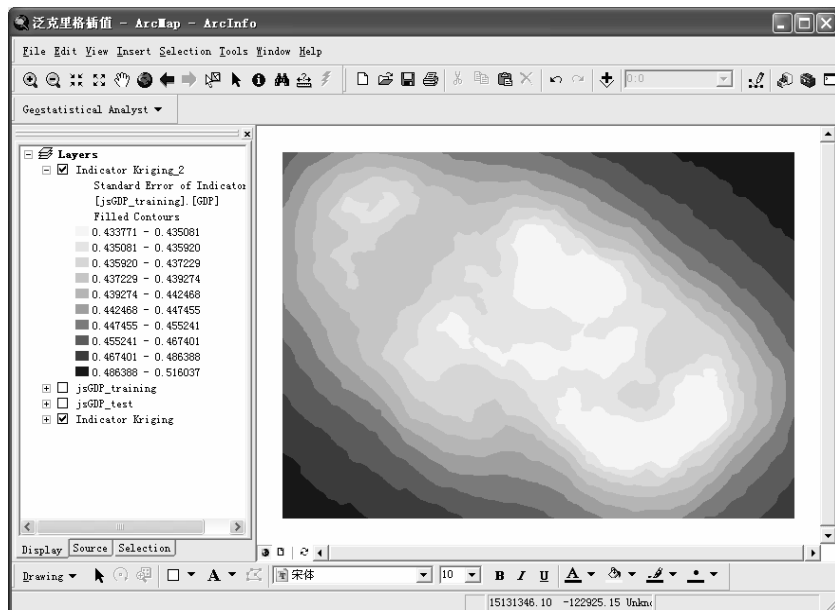 泛克里格插值 - ArcMap - ArcInfo
File Edit View Insert Selection Tools Window Help
0:0
Geostatistical Analyst
Layers
Indicator Kriging_2
Standard Error of Indicator
[jsGDP_training].[GDP]
Filled Contours
0.433771 - 0.435081
0.435081 - 0.435920
0.435920 - 0.437229
0.437229 - 0.439274
0.439274 - 0.442468
0.442468 - 0.447455
0.447455 - 0.455241
0.455241 - 0.467401
0.467401 - 0.486388
0.486388 - 0.516037
jsGDP_training
jsGDP_test
Indicator Kriging
Display Source Selection
Drawing A 宋体 10 B I U A
15131346.10 -122925.15 Unkn